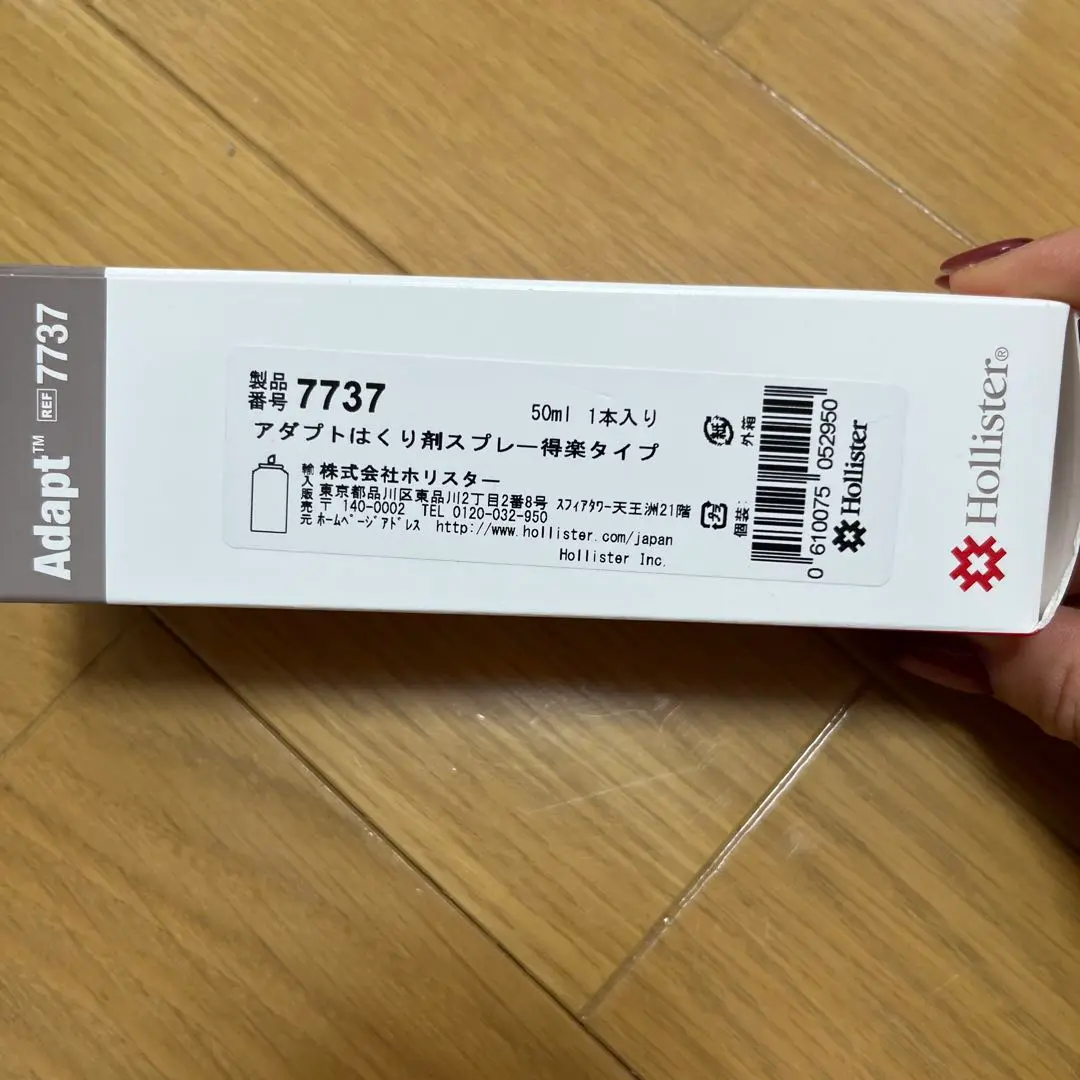 Adapt™ REF 7737
製品番号 7737
50ml 1本入り
アダプトはくり剤スプレー得楽タイプ
輸入販売元
株式会社ホリスター
東京都品川区東品川2丁目2番8号 スフィアタワー天王洲21階
〒 140-0002 TEL 0120-032-950
ホームページアドレス http://www.hollister.com/japan
Hollister Inc.
紙 外箱
プラ 個装:
0 610075 052950
Hollister
Hollister®